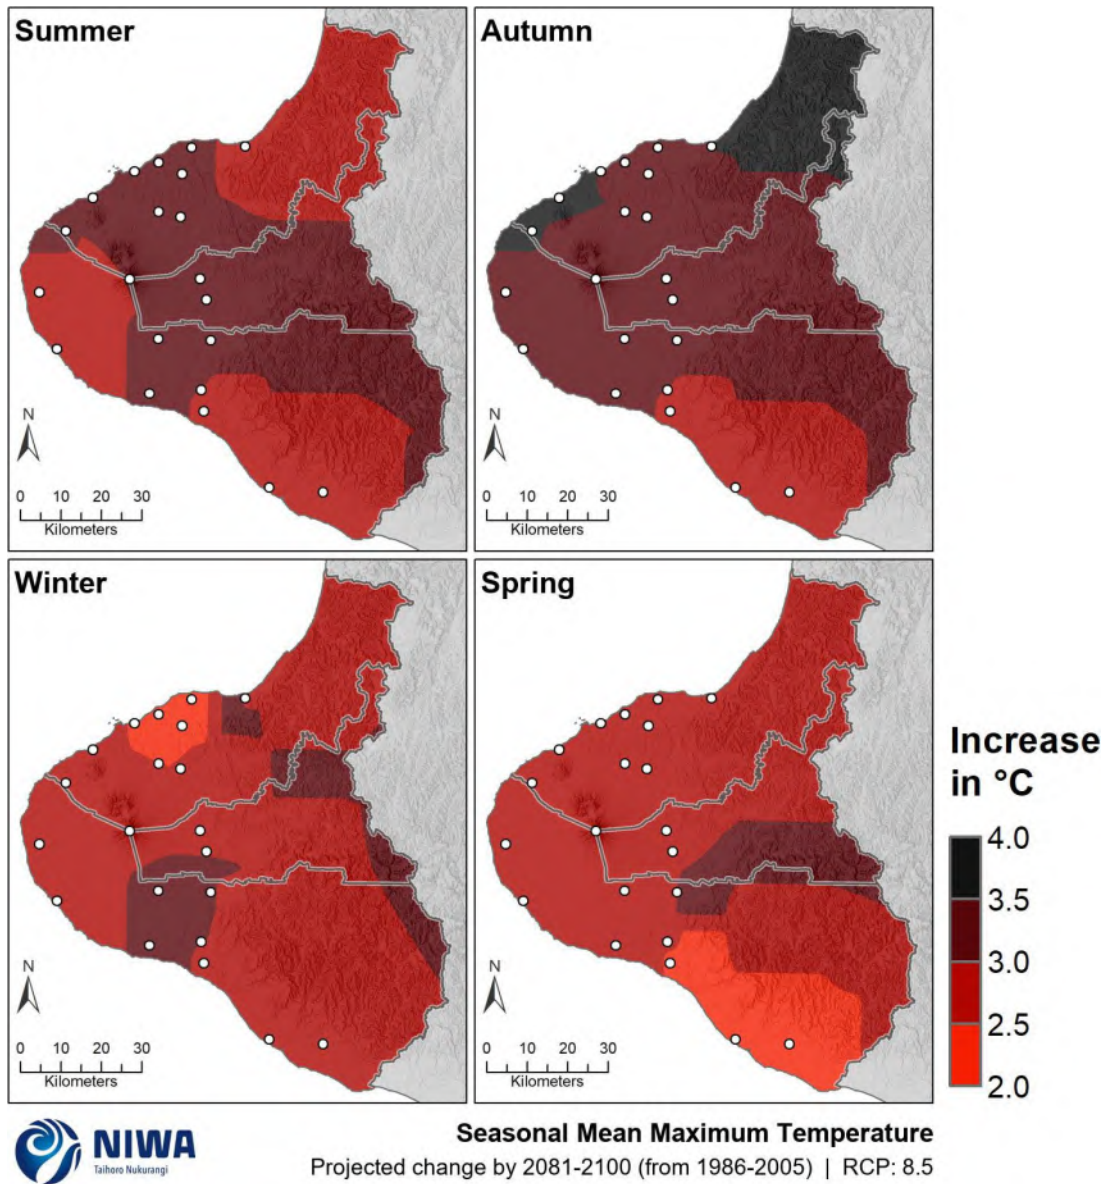 Summer
N
0 10 20 30
Kilometers
Autumn
N
0 10 20 30
Kilometers
Winter
N
0 10 20 30
Kilometers
Spring
N
0 10 20 30
Kilometers
Increase
in °C
4.0
3.5
3.0
2.5
2.0
NIWA
Taihoro Nukurangi
Seasonal Mean Maximum Temperature
Projected change by 2081-2100 (from 1986-2005) | RCP: 8.5